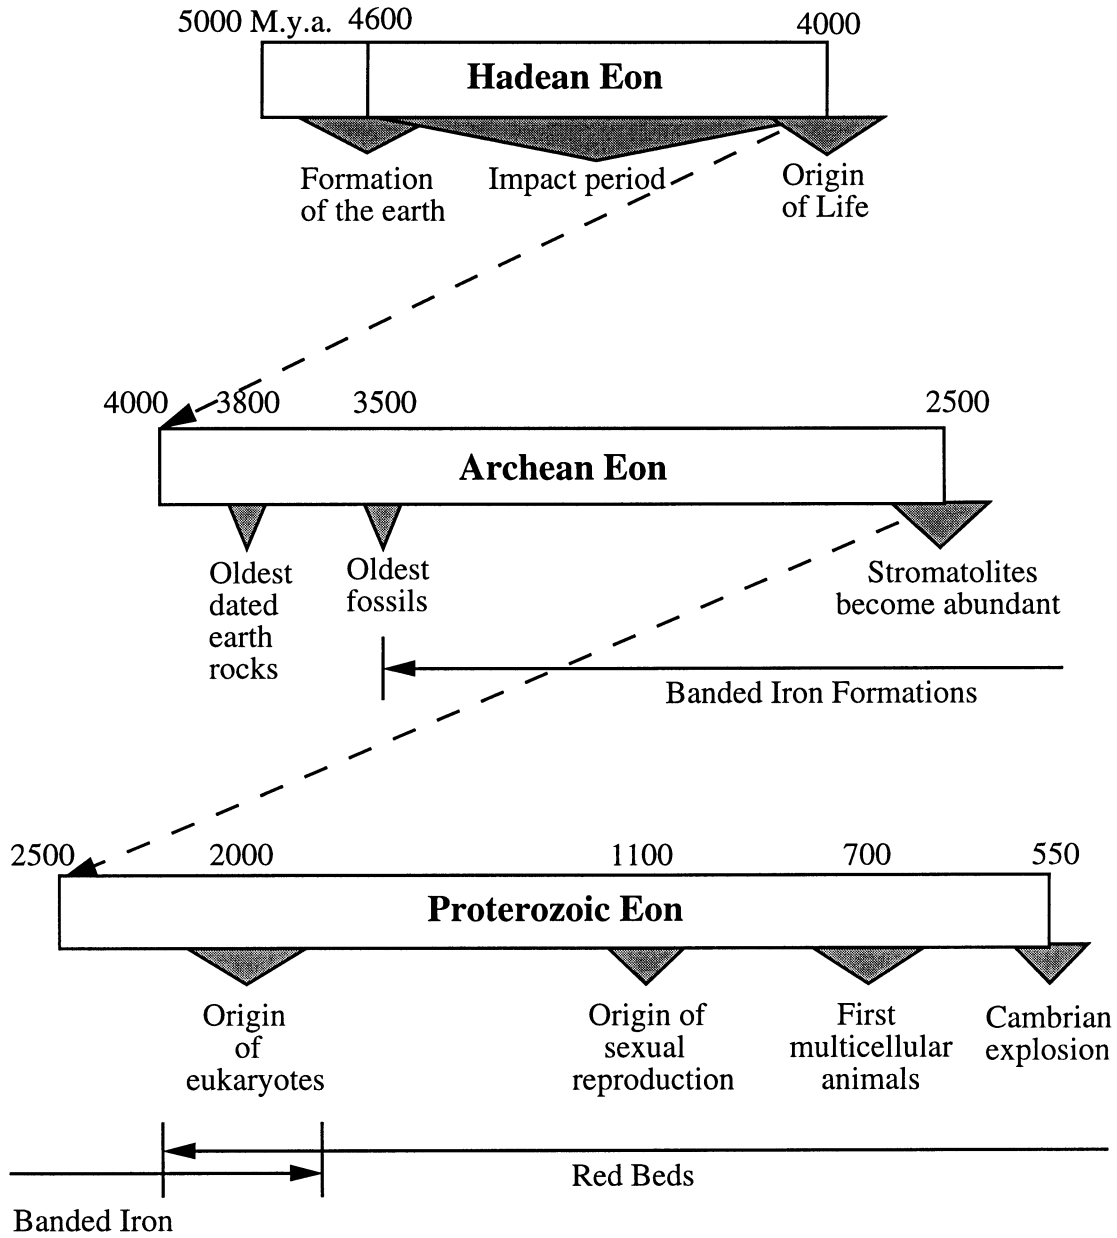 5000 M.y.a. 4600 4000
Hadean Eon
Formation
of the earth
Impact period
Origin
of Life
4000 3800 3500 2500
Archean Eon
Oldest
dated
earth
rocks
Oldest
fossils
Stromatolites
become abundant
Banded Iron Formations
2500 2000 1100 700 550
Proterozoic Eon
Origin
of
eukaryotes
Origin of
sexual
reproduction
First
multicellular
animals
Cambrian
explosion
Red Beds
Banded Iron